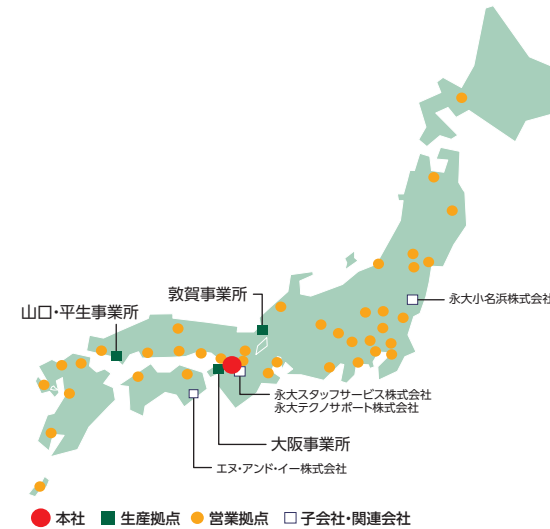 敦賀事業所
永大小名浜株式会社
山口・平生事業所
永大スタッフサービス株式会社
永大テクノサポート株式会社
大阪事業所
エヌ・アンド・イー株式会社
本社 生産拠点 営業拠点 子会社・関連会社